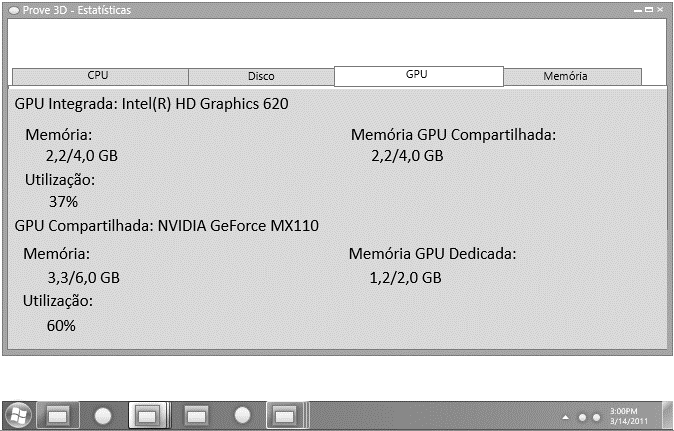 Prove 3D - Estatísticas
CPU Disco GPU Memória
GPU Integrada: Intel(R) HD Graphics 620
Memória: Memória GPU Compartilhada:
2,2/4,0 GB 2,2/4,0 GB
Utilização:
37%
GPU Compartilhada: NVIDIA GeForce MX110
Memória: Memória GPU Dedicada:
3,3/6,0 GB 1,2/2,0 GB
Utilização:
60%
3:00PM
3/14/2011